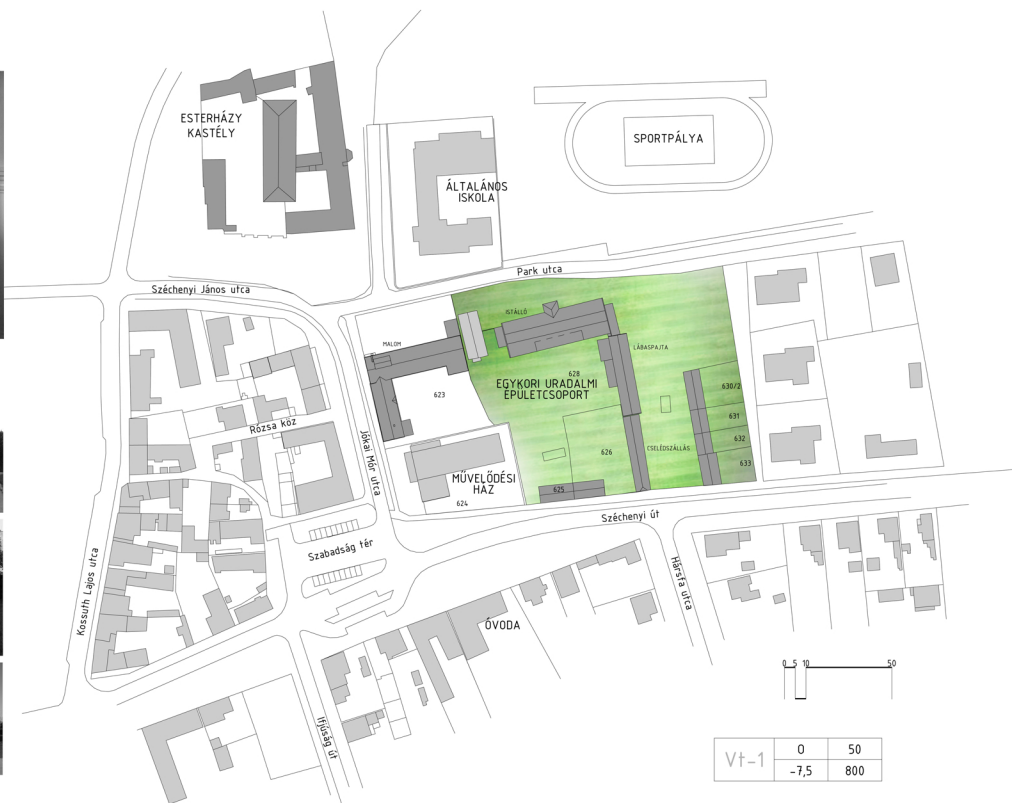 ESTERHÁZY
KASTÉLY
SPORTPÁLYA
ÁLTALÁNOS
ISKOLA
Park utca
Széchenyi János utca
ISTÁLLÓ
MALOM
LÁBASPAJTA
628
EGYKORI URADALMI
ÉPÜLETCSOPORT
630/2
623
631
Rózsa köz
Jókai Mór utca
632
CSELÉDSZÁLLÁS
626
633
MŰVELŐDÉSI
HÁZ
625
624
Széchenyi út
Szabadság tér
Kossuth Lajos utca
Hársfa utca
ÓVODA
0 5 10 50
Ifjúság út
Vt-1
0 50
-7,5 800